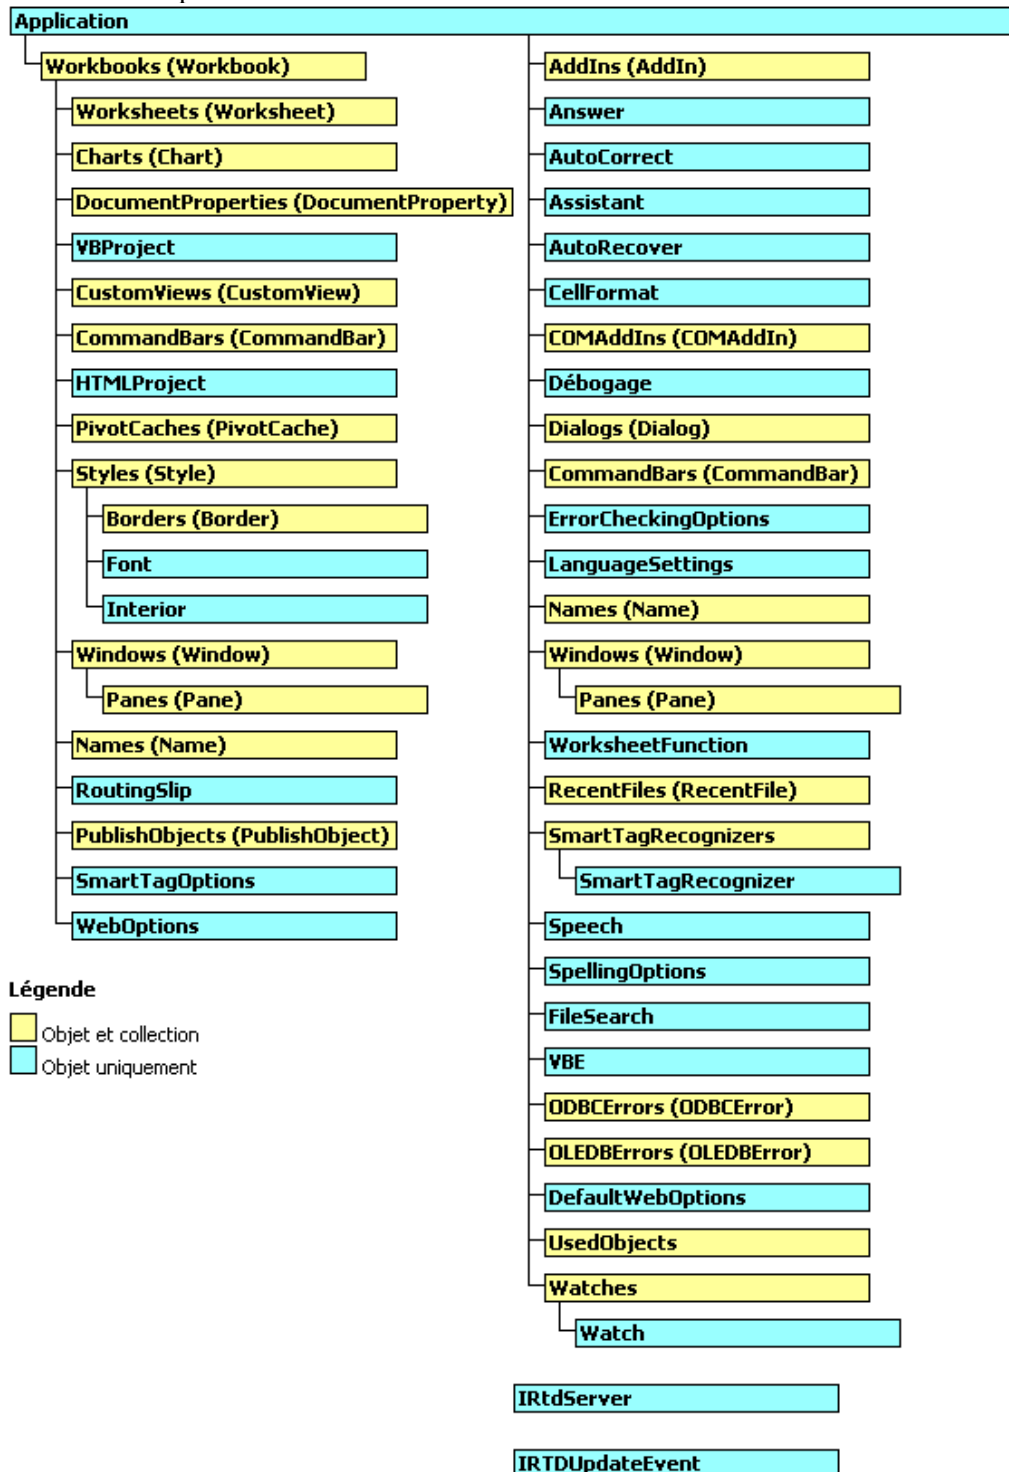 Application
Workbooks (Workbook)
Worksheets (Worksheet)
Charts (Chart)
DocumentProperties (DocumentProperty)
VBProject
CustomViews (CustomView)
CommandBars (CommandBar)
HTMLProject
PivotCaches (PivotCache)
Styles (Style)
Borders (Border)
Font
Interior
Windows (Window)
Panes (Pane)
Names (Name)
RoutingSlip
PublishObjects (PublishObject)
SmartTagOptions
WebOptions
Légende
Objet et collection
Objet uniquement
AddIns (AddIn)
Answer
AutoCorrect
Assistant
AutoRecover
CellFormat
COMAddIns (COMAddIn)
Débogage
Dialogs (Dialog)
CommandBars (CommandBar)
ErrorCheckingOptions
LanguageSettings
Names (Name)
Windows (Window)
Panes (Pane)
WorksheetFunction
RecentFiles (RecentFile)
SmartTagRecognizers
SmartTagRecognizer
Speech
SpellingOptions
FileSearch
VBE
ODBCErrors (ODBCError)
OLEDBErrors (OLEDBError)
DefaultWebOptions
UsedObjects
Watches
Watch
IRtdServer
IRTDUpdateEvent